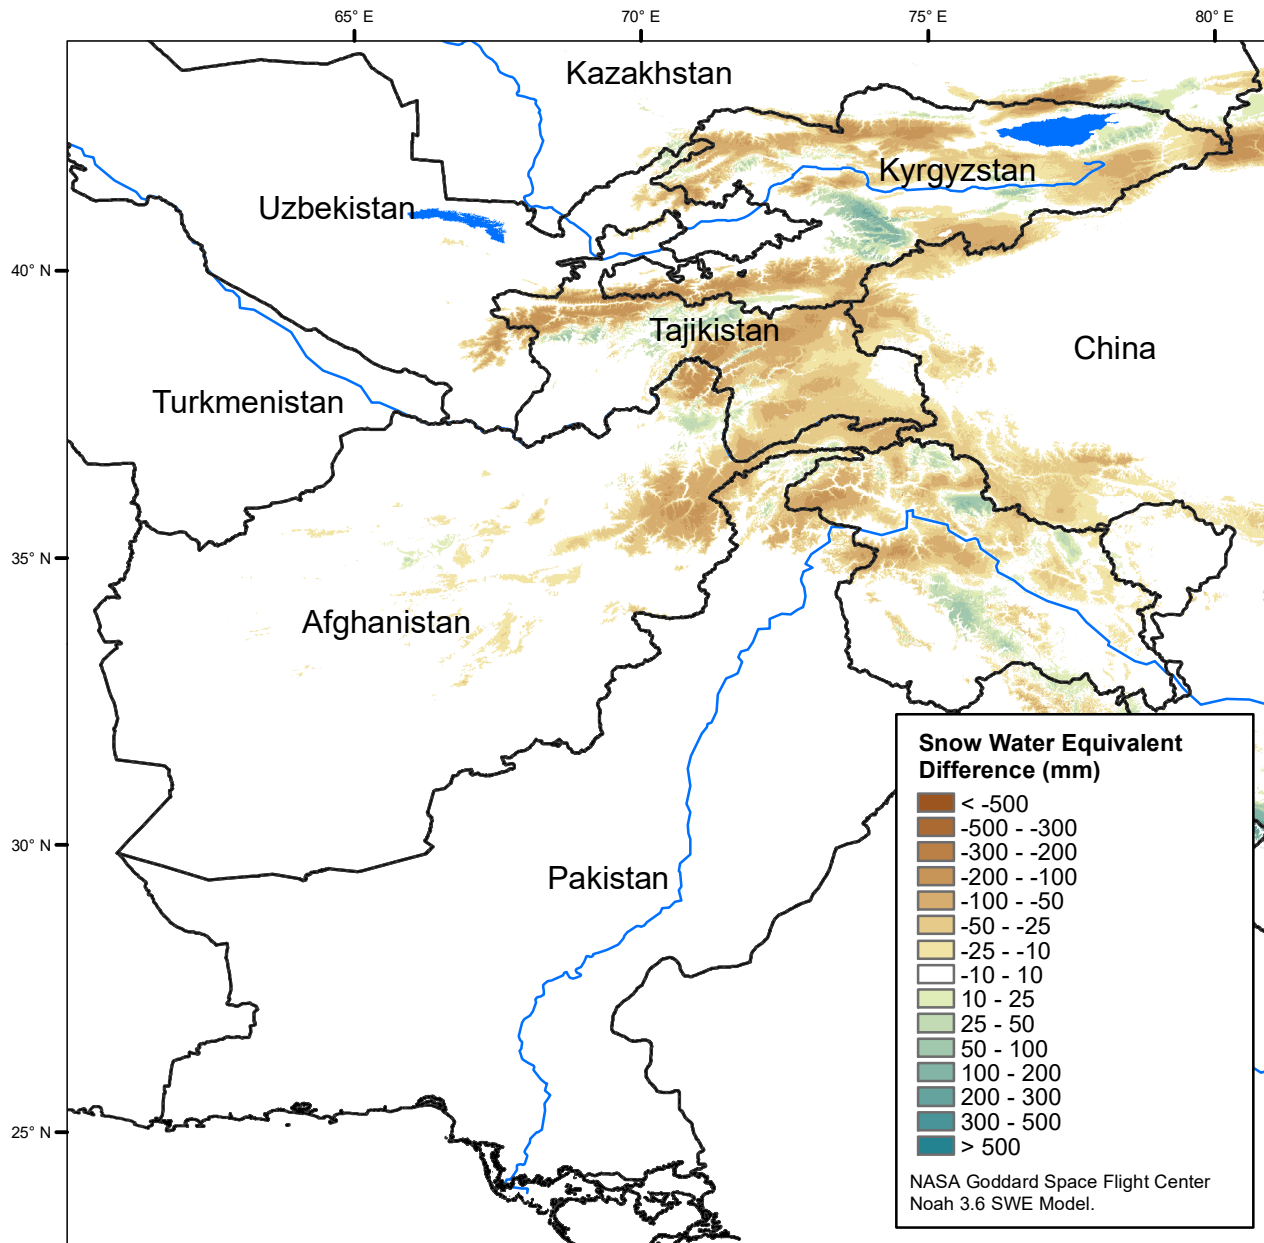 65° E
70° E
75° E
80° E
Kazakhstan
Kyrgyzstan
Uzbekistan
40° N
Tajikistan
China
Turkmenistan
35° N
Afghanistan
30° N
Pakistan
25° N
Snow Water Equivalent
Difference (mm)
< -500
-500 - -300
-300 - -200
-200 - -100
-100 - -50
-50 - -25
-25 - -10
-10 - 10
10 - 25
25 - 50
50 - 100
100 - 200
200 - 300
300 - 500
> 500
NASA Goddard Space Flight Center
Noah 3.6 SWE Model.